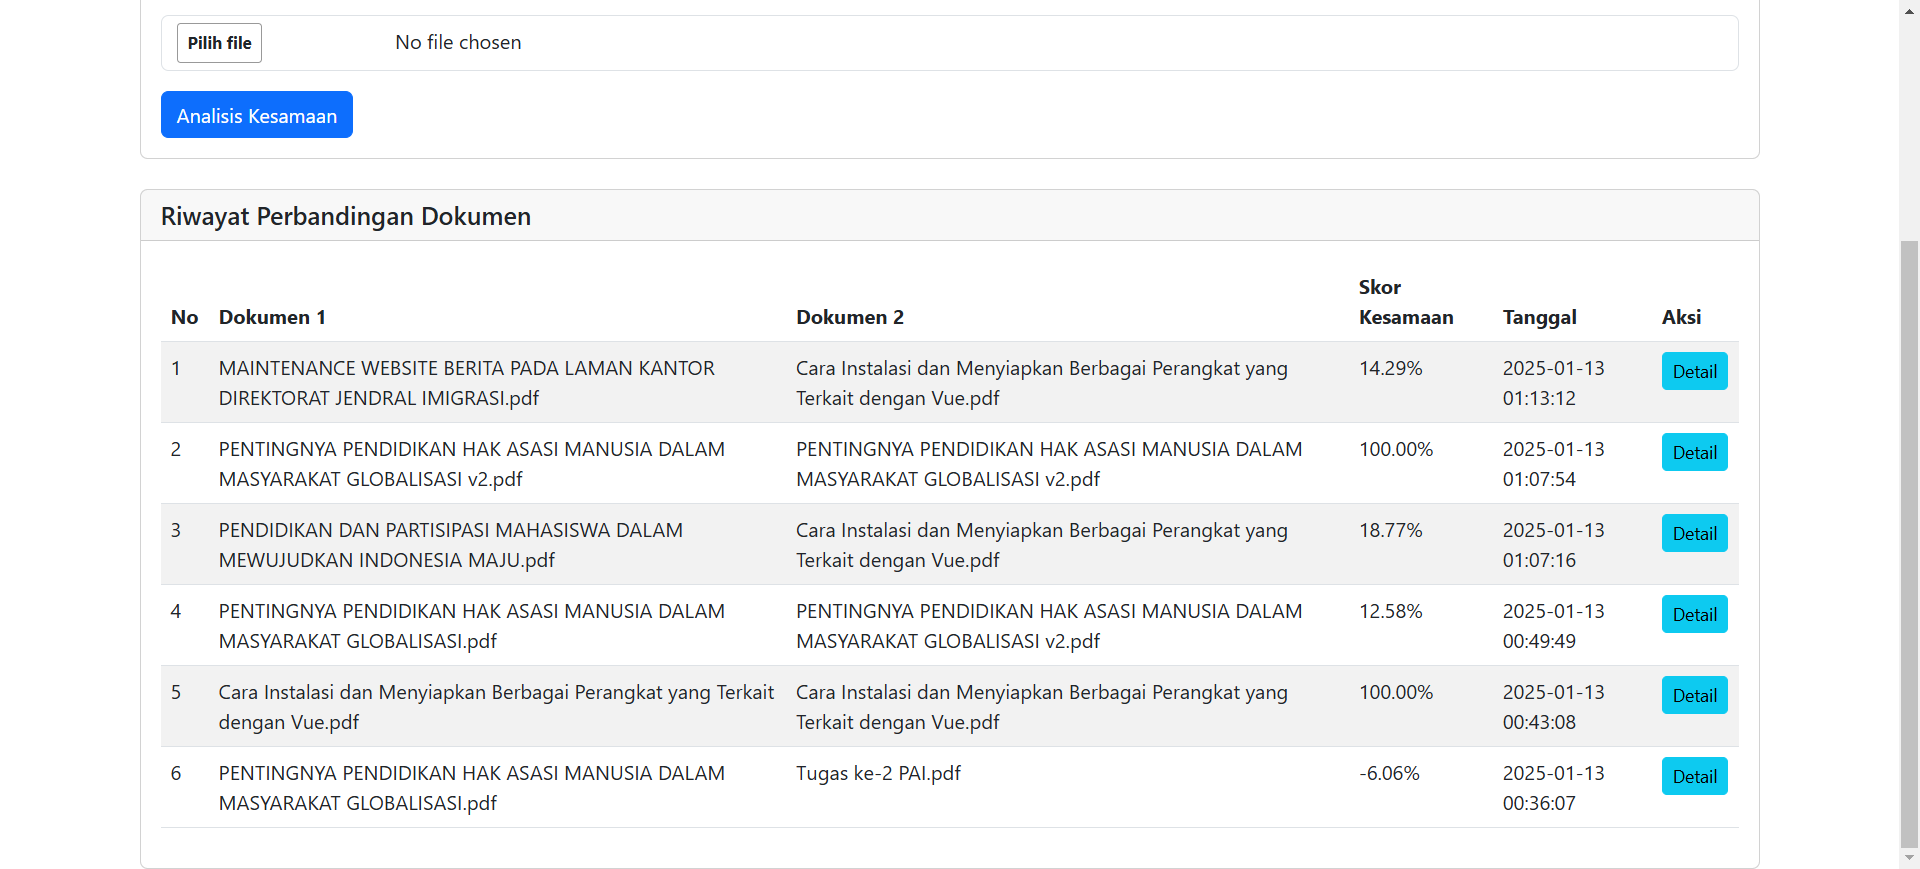 Pilih file No file chosen
Analisis Kesamaan
Riwayat Perbandingan Dokumen
No Dokumen 1 Dokumen 2 Skor Kesamaan Tanggal Aksi
1 MAINTENANCE WEBSITE BERITA PADA LAMAN KANTOR Cara Instalasi dan Menyiapkan Berbagai Perangkat yang 14.29% 2025-01-13 Detail
DIREKTORAT JENDRAL IMIGRASI.pdf Terkait dengan Vue.pdf 01:13:12
2 PENTINGNYA PENDIDIKAN HAK ASASI MANUSIA DALAM PENTINGNYA PENDIDIKAN HAK ASASI MANUSIA DALAM 100.00% 2025-01-13 Detail
MASYARAKAT GLOBALISASI v2.pdf MASYARAKAT GLOBALISASI v2.pdf 01:07:54
3 PENDIDIKAN DAN PARTISIPASI MAHASISWA DALAM Cara Instalasi dan Menyiapkan Berbagai Perangkat yang 18.77% 2025-01-13 Detail
MEWUJUDKAN INDONESIA MAJU.pdf Terkait dengan Vue.pdf 01:07:16
4 PENTINGNYA PENDIDIKAN HAK ASASI MANUSIA DALAM PENTINGNYA PENDIDIKAN HAK ASASI MANUSIA DALAM 12.58% 2025-01-13 Detail
MASYARAKAT GLOBALISASI.pdf MASYARAKAT GLOBALISASI v2.pdf 00:49:49
5 Cara Instalasi dan Menyiapkan Berbagai Perangkat yang Terkait Cara Instalasi dan Menyiapkan Berbagai Perangkat yang 100.00% 2025-01-13 Detail
dengan Vue.pdf Terkait dengan Vue.pdf 00:43:08
6 PENTINGNYA PENDIDIKAN HAK ASASI MANUSIA DALAM Tugas ke-2 PAI.pdf -6.06% 2025-01-13 Detail
MASYARAKAT GLOBALISASI.pdf 00:36:07